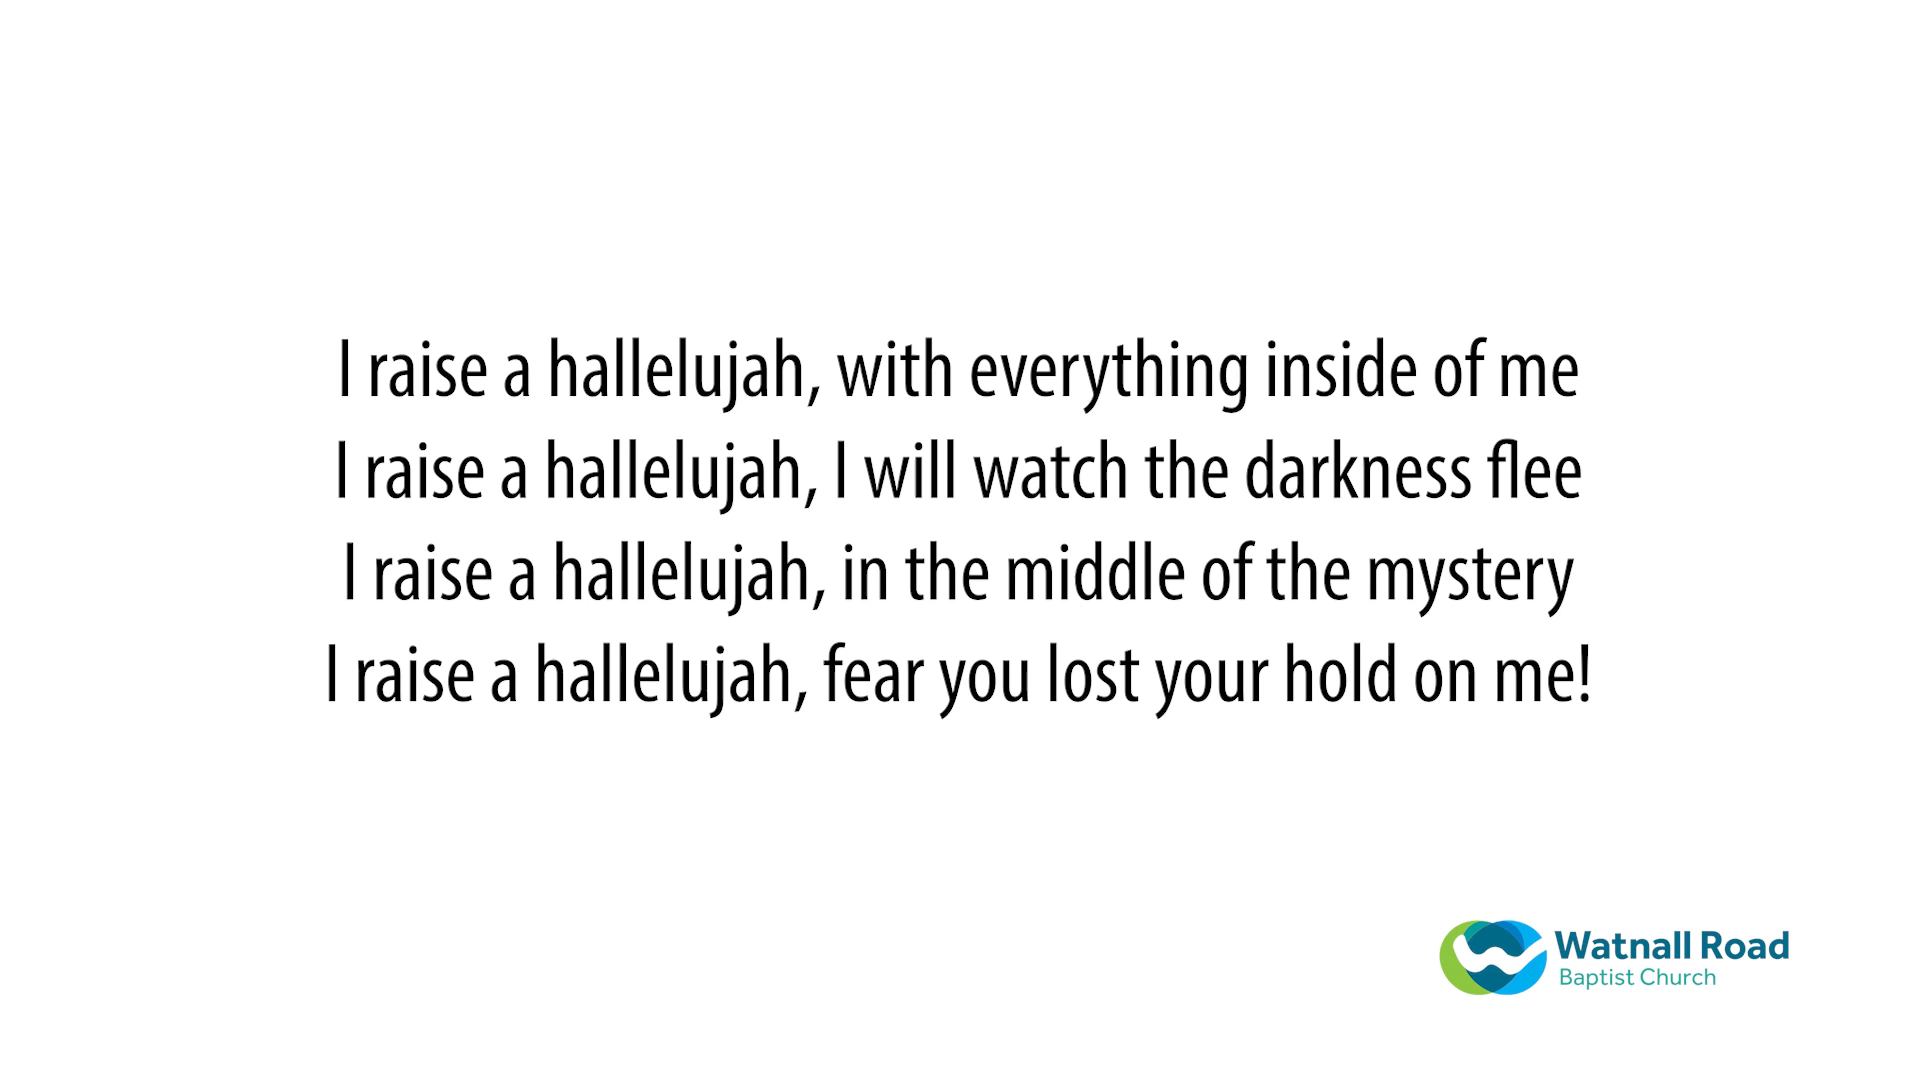 I raise a hallelujah, with everything inside of me
I raise a hallelujah, I will watch the darkness flee
I raise a hallelujah, in the middle of the mystery
I raise a hallelujah, fear you lost your hold on me!
Watnall Road
Baptist Church